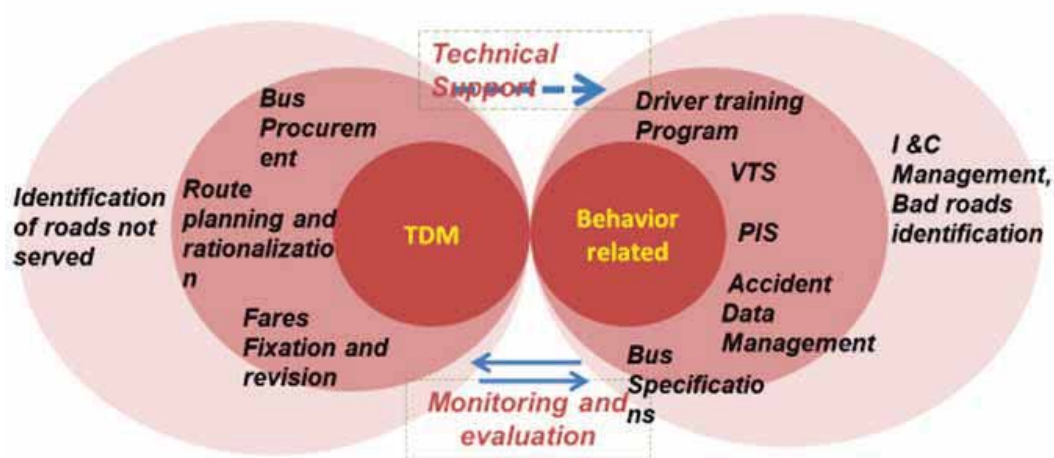 Technical
Support
Bus
Procurem
ent
Identification
of roads not
served
Route
planning and
rationalizatio
n
Fares
Fixation and
revision
TDM
Behavior
related
Driver training
Program
VTS
PIS
Accident
Data
Management
Bus
Specificatio
ns
I &C
Management,
Bad roads
identification
Monitoring and
evaluation